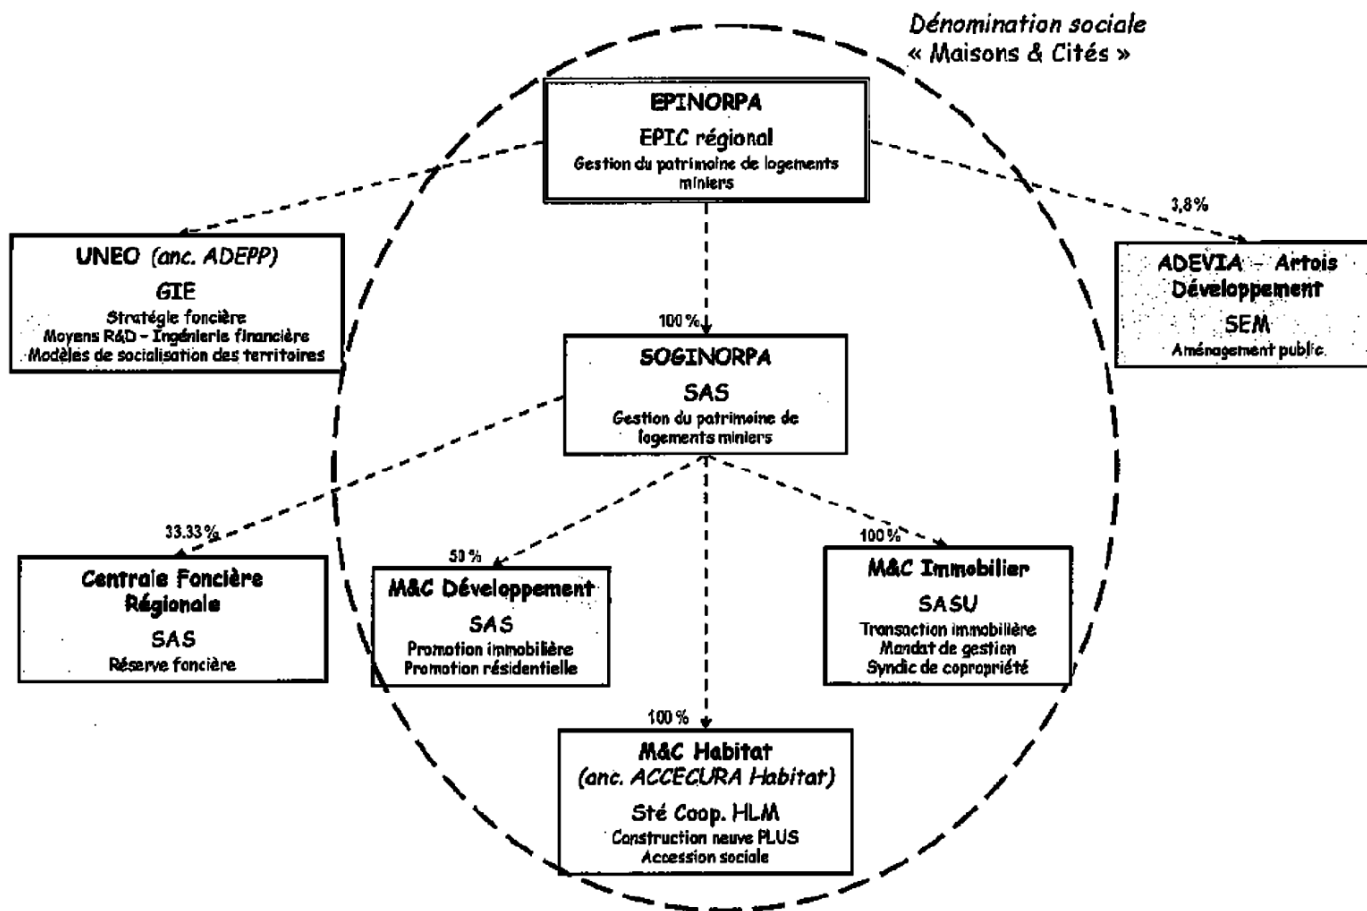 Dénomination sociale
« Maisons & Cités »
EPINORPA
EPIC régional
Gestion du patrimoine de logements
miniers
3,8 %
UNEO (anc. ADEPP)
GIE
Stratégie foncière
Moyens R&D – Ingénierie financière
Modèles de socialisation des territoires
ADEVIA – Artois
Développement
SEM
Aménagement public
100 %
SOGINORPA
SAS
Gestion du patrimoine de
logements miniers
33.33 %
Centrale Foncière
Régionale
SAS
Réserve foncière
50 %
M&C Développement
SAS
Promotion immobilière
Promotion résidentielle
100 %
M&C Immobilier
SASU
Transaction immobilière
Mandat de gestion
Syndic de copropriété
100 %
M&C Habitat
(anc. ACCECURA Habitat)
Sté Coop. HLM
Construction neuve PLUS
Accession sociale